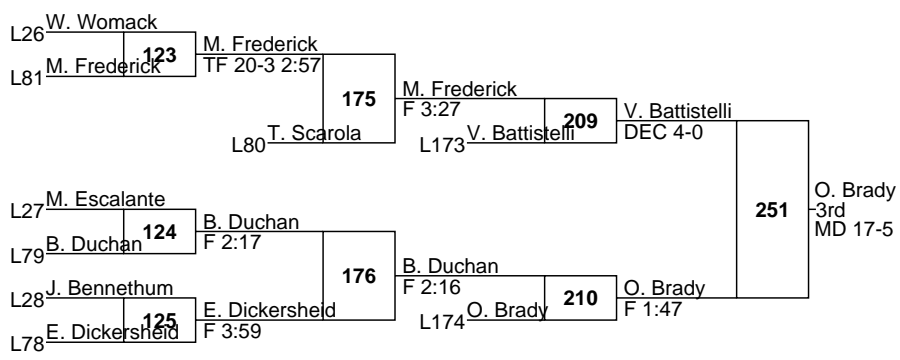 L26 W. Womack
123
L81 M. Frederick
M. Frederick
TF 20-3 2:57
175
L80 T. Scarola
M. Frederick
F 3:27
209
L173 V. Battistelli
V. Battistelli
DEC 4-0
251
O. Brady
3rd
MD 17-5
L27 M. Escalante
124
L79 B. Duchan
B. Duchan
F 2:17
176
L28 J. Bennethum
125
L78 E. Dickersheid
E. Dickersheid
F 3:59
B. Duchan
F 2:16
210
L174 O. Brady
O. Brady
F 1:47